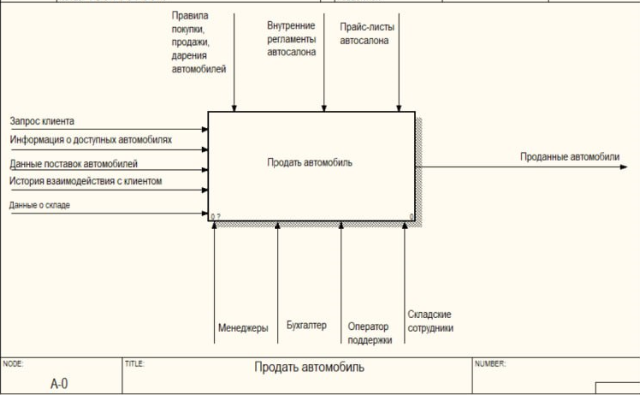 Правила
покупки,
продажи,
дарения
автомобилей
Внутренние
регламенты
автосалона
Прайс-листы
автосалона
Запрос клиента
Информация о доступных автомобилях
Данные поставок автомобилей
История взаимодействия с клиентом
Данные о складе
Продать автомобиль
0 ?
0
Проданные автомобили
Менеджеры
Бухгалтер
Оператор
поддержки
Складские
сотрудники
NODE:
A-0
TITLE:
Продать автомобиль
NUMBER: